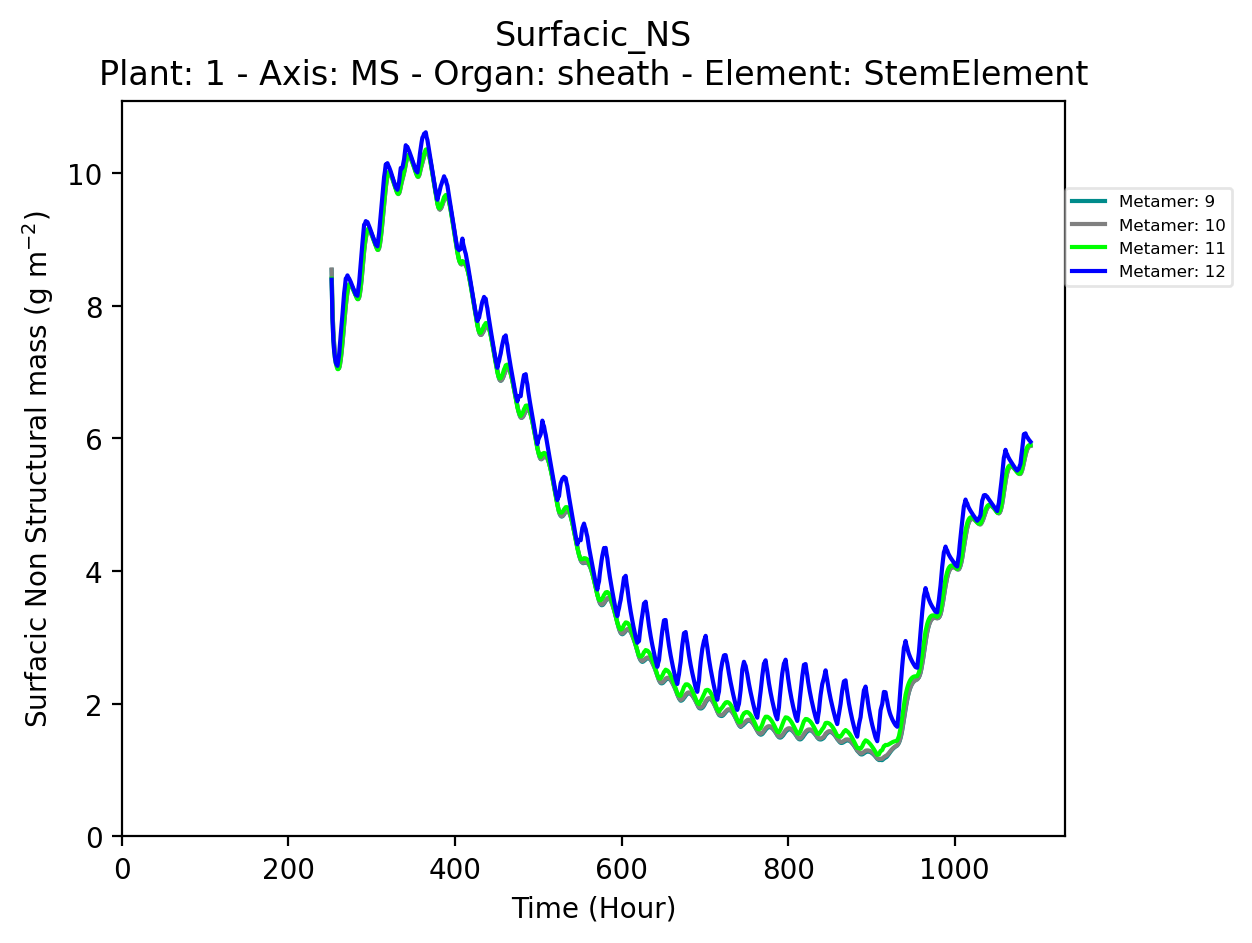 Surfacic_NS
Plant: 1 - Axis: MS - Organ: sheath - Element: StemElement
Surfacic Non Structural mass (g m⁻²)
10
8
6
4
2
0
0 200 400 600 800 1000
Time (Hour)
Metamer: 9
Metamer: 10
Metamer: 11
Metamer: 12